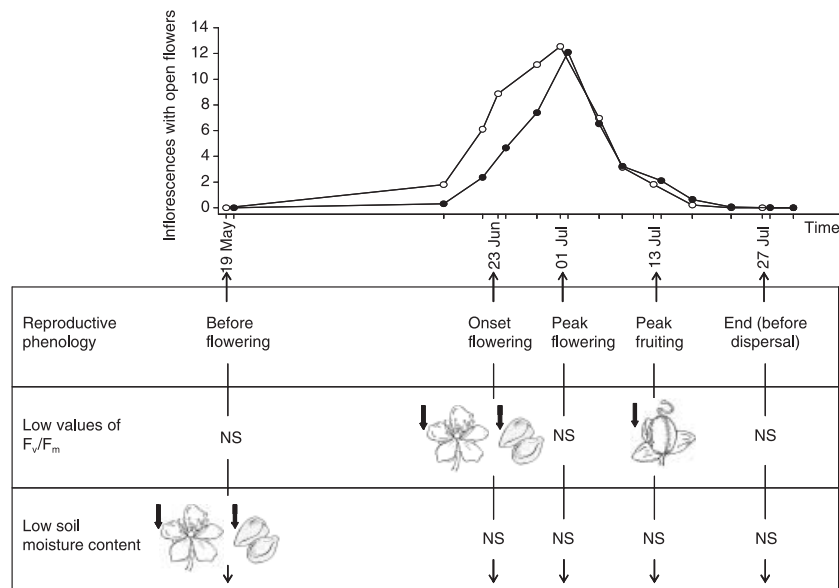 Inflorescences with open flowers
14
12
10
8
6
4
2
0
Time
19 May
23 Jun
01 Jul
13 Jul
27 Jul
Reproductive
phenology
Before
flowering
Onset
flowering
Peak
flowering
Peak
fruiting
End (before
dispersal)
Low values of
Fv/Fm
NS
NS
NS
Low soil
moisture content
NS
NS
NS
NS